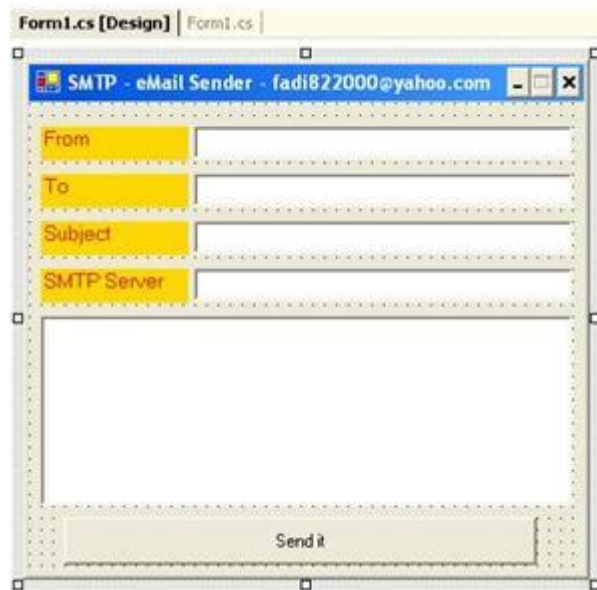 Form1.cs [Design] Form1.cs
SMTP - eMail Sender - fadi822000@yahoo.com
From
To
Subject
SMTP Server
Send it